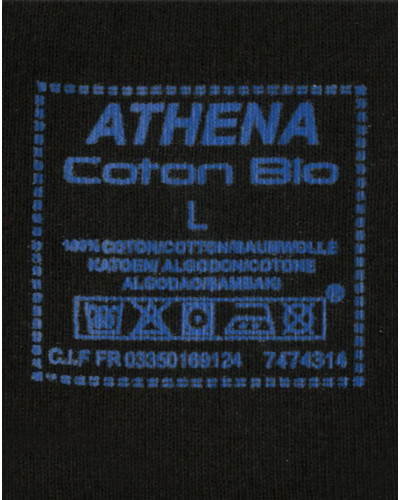 ATHENA
Coton Bio
L
100% COTON/COTTON/BAUMWOLLE
KATOEN/ALGODON/COTONE
ALGODAO/BAMBAKI
®
C.I.F FR 03350169124 7474314